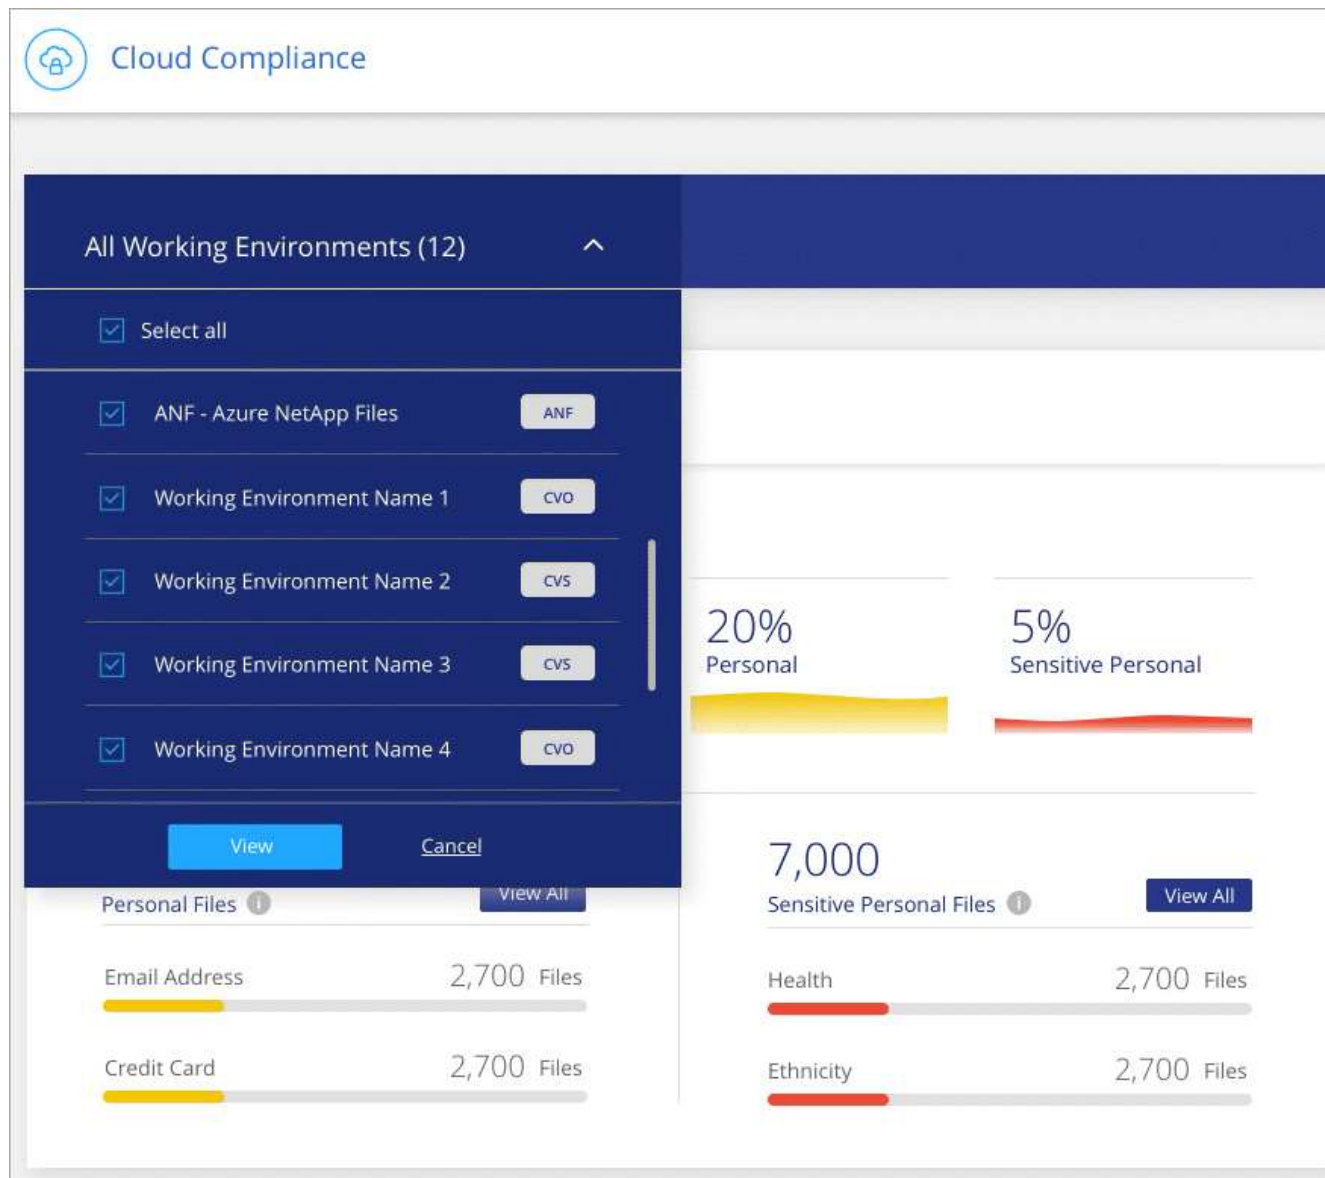 Cloud Compliance
All Working Environments (12)
Select all
ANF - Azure NetApp Files ANF
Working Environment Name 1 CVO
Working Environment Name 2 CVS
Working Environment Name 3 CVS
Working Environment Name 4 CVO
View Cancel
20%
Personal
5%
Sensitive Personal
Personal Files View All
Email Address 2,700 Files
Credit Card 2,700 Files
7,000
Sensitive Personal Files View All
Health 2,700 Files
Ethnicity 2,700 Files